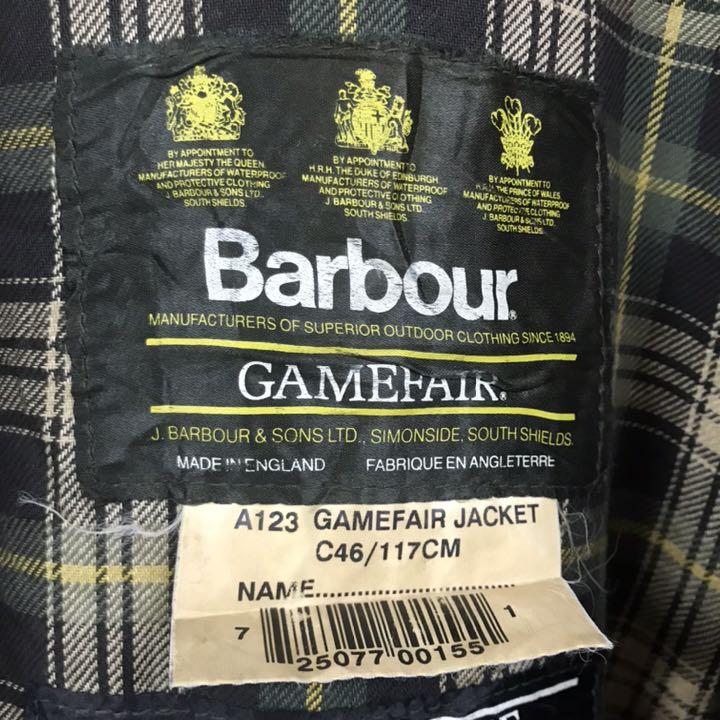 BY APPOINTMENT TO
HER MAJESTY THE QUEEN
MANUFACTURERS OF WATERPROOF
AND PROTECTIVE CLOTHING
J. BARBOUR & SONS LTD.
SOUTH SHIELDS.
BY APPOINTMENT TO
H.R.H. THE DUKE OF EDINBURGH
MANUFACTURERS OF WATERPROOF
AND PROTECTIVE CLOTHING
J. BARBOUR & SONS LTD.
SOUTH SHIELDS
BY APPOINTMENT TO
H.R.H. THE PRINCE OF WALES
MANUFACTURERS OF WATERPROOF
AND PROTECTIVE CLOTHING
J. BARBOUR & SONS LTD.
SOUTH SHIELDS
Barbour®
MANUFACTURERS OF SUPERIOR OUTDOOR CLOTHING SINCE 1894
GAMEFAIR®
J. BARBOUR & SONS LTD., SIMONSIDE, SOUTH SHIELDS.
MADE IN ENGLAND FABRIQUE EN ANGLETERRE
A123 GAMEFAIR JACKET
C46/117CM
NAME..............................
7 25077 00155 1